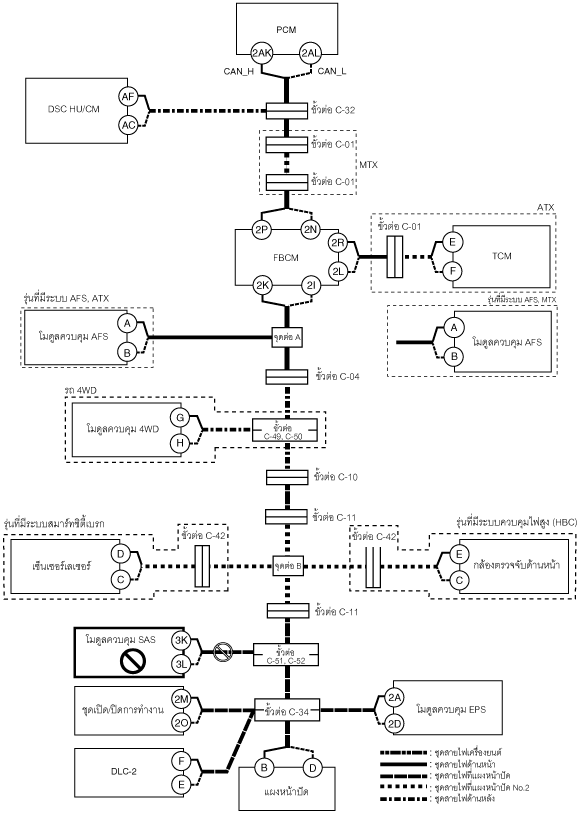 PCM
2AK
2AL
CAN_H
CAN_L
DSC HU/CM
AF
AC
ขั้วต่อ C-32
ขั้วต่อ C-01
MTX
ขั้วต่อ C-01
2P
2N
FBCM
2R
2L
2K
2I
ATX
ขั้วต่อ C-01
E
F
TCM
รุ่นที่มีระบบ AFS, ATX
โมดูลควบคุม AFS
A
B
จุดต่อ A
รุ่นที่มีระบบ AFS, MTX
A
B
โมดูลควบคุม AFS
ขั้วต่อ C-04
รถ 4WD
โมดูลควบคุม 4WD
G
H
ขั้วต่อ
C-49, C-50
ขั้วต่อ C-10
ขั้วต่อ C-11
รุ่นที่มีระบบสมาร์ทซิตี้เบรก
ขั้วต่อ C-42
เซ็นเซอร์เลเซอร์
D
C
จุดต่อ B
รุ่นที่มีระบบควบคุมไฟสูง (HBC)
ขั้วต่อ C-42
E
C
กล้องตรวจจับด้านหน้า
ขั้วต่อ C-11
โมดูลควบคุม SAS
3K
3L
ขั้วต่อ
C-51, C-52
ชุดเปิด/ปิดการทำงาน
2M
2O
ขั้วต่อ C-34
2A
2D
โมดูลควบคุม EPS
DLC-2
F
E
B
D
แผงหน้าปัด
: ชุดสายไฟเครื่องยนต์
: ชุดสายไฟด้านหน้า
: ชุดสายไฟที่แผงหน้าปัด
: ชุดสายไฟที่แผงหน้าปัด No.2
: ชุดสายไฟด้านหลัง